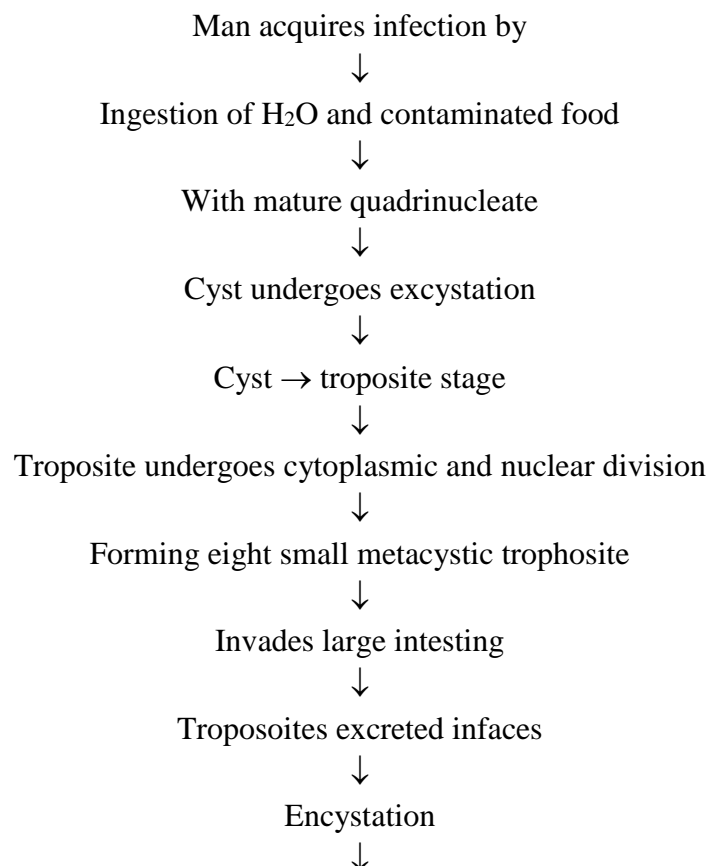 Man acquires infection by
↓
Ingestion of H₂O and contaminated food
↓
With mature quadrinucleate
↓
Cyst undergoes excystation
↓
Cyst → troposite stage
↓
Troposite undergoes cytoplasmic and nuclear division
↓
Forming eight small metacystic trophosite
↓
Invades large intesting
↓
Troposoites excreted infaces
↓
Encystation
↓